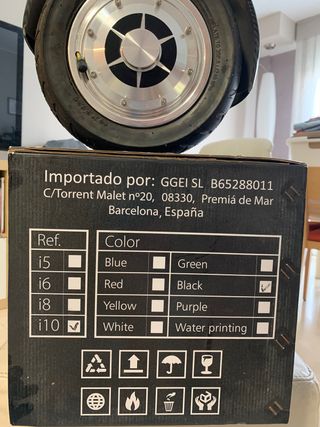 Importado por: GGEI SL B65288011
C/Torrent Malet nº20, 08330, Premiá de Mar
Barcelona, España
Ref. Color
i5 Blue Green
i6 Red Black
i8 Yellow Purple
i10 White Water printing